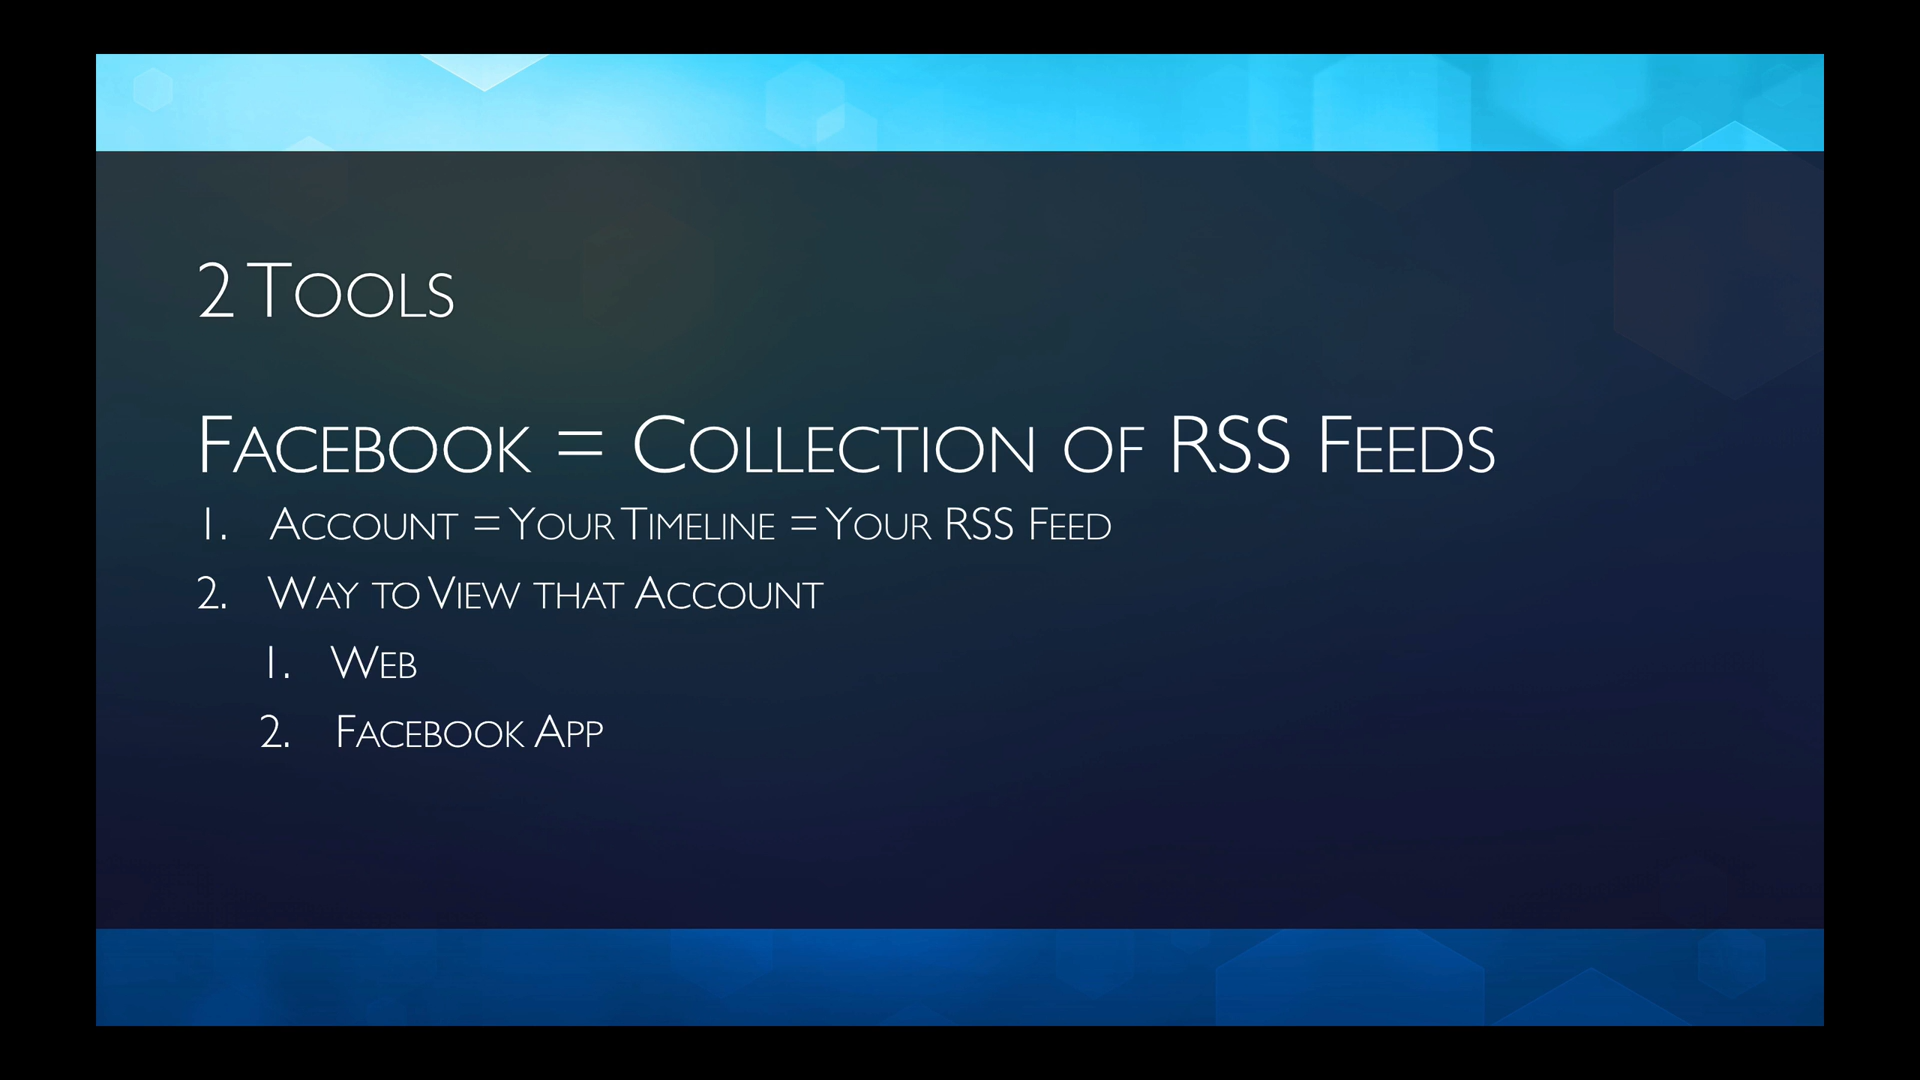 2 Tools
Facebook = Collection of RSS Feeds
1. Account = Your Timeline = Your RSS Feed
2. Way to View that Account
1. Web
2. Facebook App